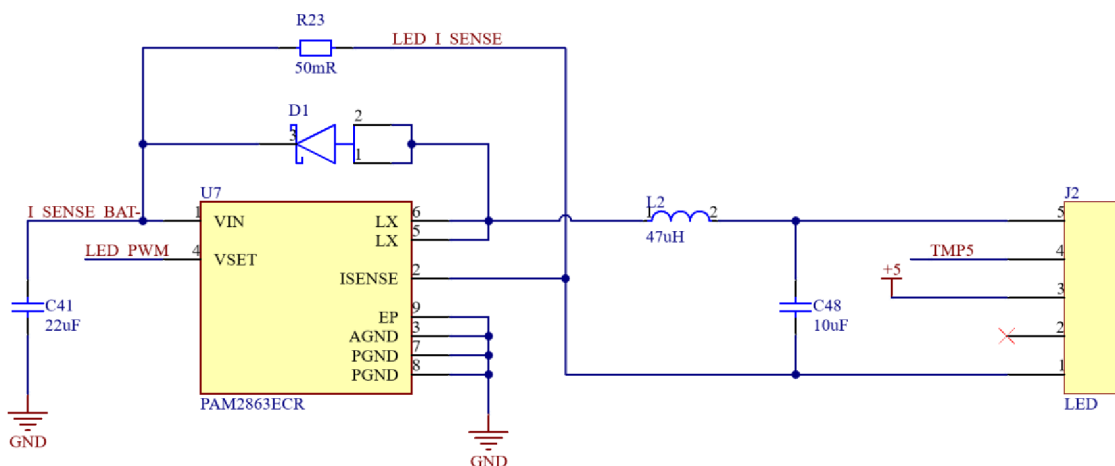 R23
LED_I_SENSE
50mR
D1
2
3
1
U7
I_SENSE_BAT-
1
VIN
LX
6
LX
5
LED_PWM
4
VSET
ISENSE
2
EP
9
AGND
3
PGND
7
PGND
8
PAM2863ECR
C41
22uF
GND
GND
L2
1
2
47uH
C48
10uF
J2
5
TMP5
4
+5
3
2
1
LED